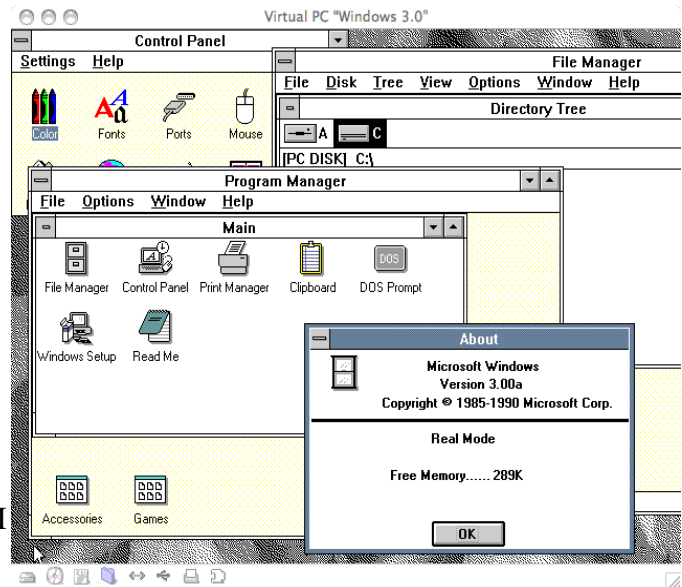 Virtual PC "Windows 3.0"
Control Panel
Settings Help
Color Fonts Ports Mouse
File Manager
File Disk Tree View Options Window Help
Directory Tree
A C
[PC DISK] C:\
Program Manager
File Options Window Help
Main
File Manager Control Panel Print Manager Clipboard DOS Prompt
DOS
Windows Setup Read Me
Accessories Games
About
Microsoft Windows
Version 3.00a
Copyright © 1985-1990 Microsoft Corp.
Real Mode
Free Memory...... 289K
OK